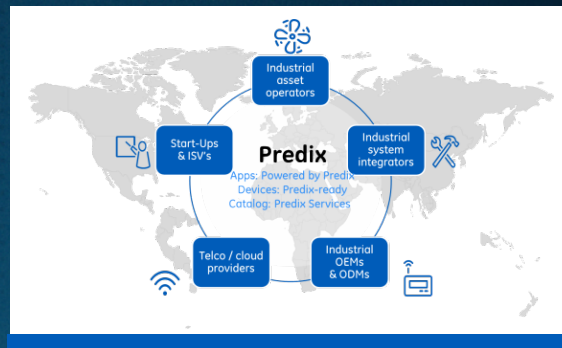 Industrial
asset
operators
Start-Ups
& ISV's
Industrial
system
integrators
Predix
Apps: Powered by Predix
Devices: Predix-ready
Catalog: Predix Services
Telco / cloud
providers
Industrial
OEMs
& ODMs